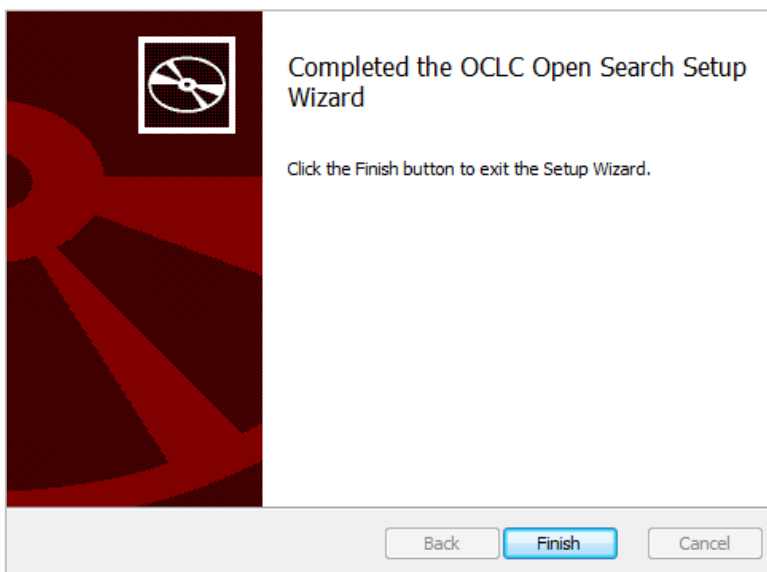 Completed the OCLC Open Search Setup
Wizard
Click the Finish button to exit the Setup Wizard.
Back
Finish
Cancel